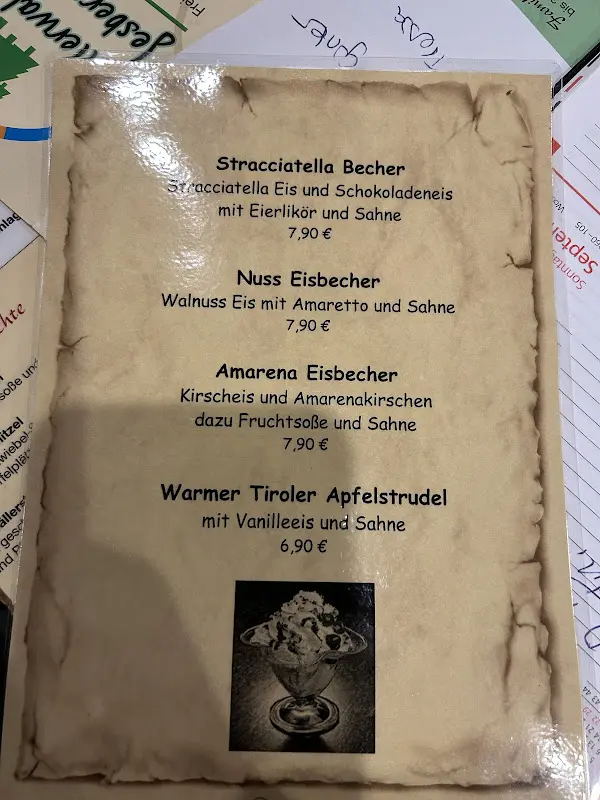 Stracciatella Becher
Stracciatella Eis und Schokoladeneis
mit Eierlikör und Sahne
7,90 €
Nuss Eisbecher
Walnuss Eis mit Amaretto und Sahne
7,90 €
Amarena Eisbecher
Kirscheis und Amarenakirschen
dazu Fruchtsoße und Sahne
7,90 €
Warmer Tiroler Apfelstrudel
mit Vanilleeis und Sahne
6,90 €